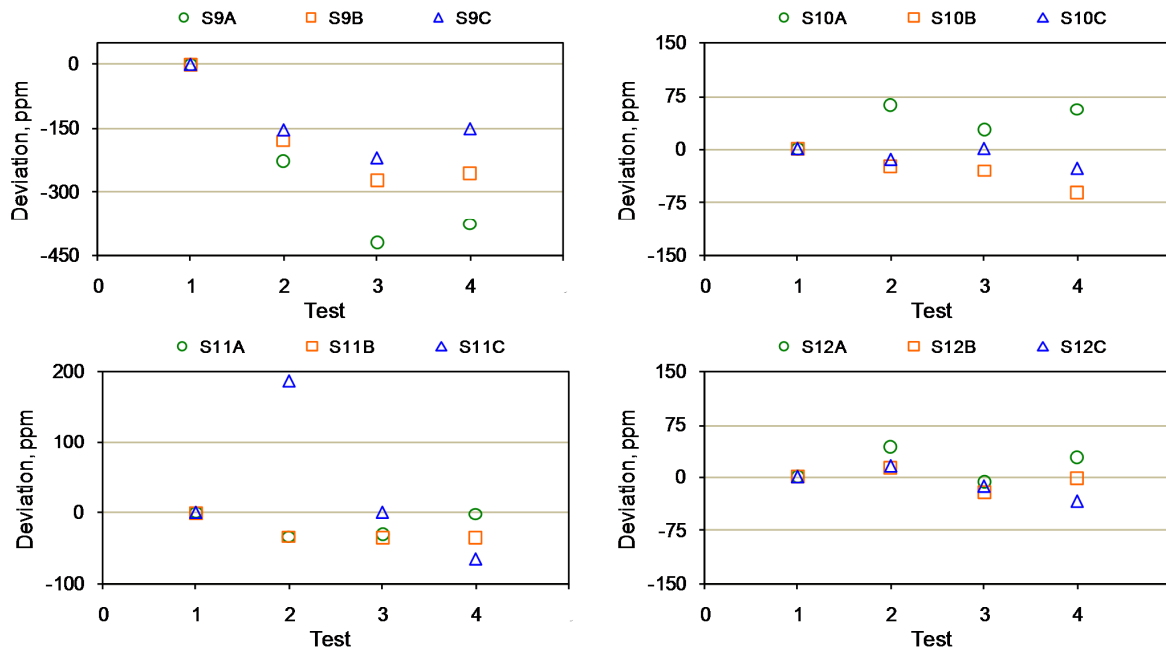 S9A S9B S9C
Deviation, ppm
0
-150
-300
-450
0 1 2 3 4
Test
S10A S10B S10C
Deviation, ppm
150
75
0
-75
-150
0 1 2 3 4
Test
S11A S11B S11C
Deviation, ppm
200
100
0
-100
0 1 2 3 4
Test
S12A S12B S12C
Deviation, ppm
150
75
0
-75
-150
0 1 2 3 4
Test